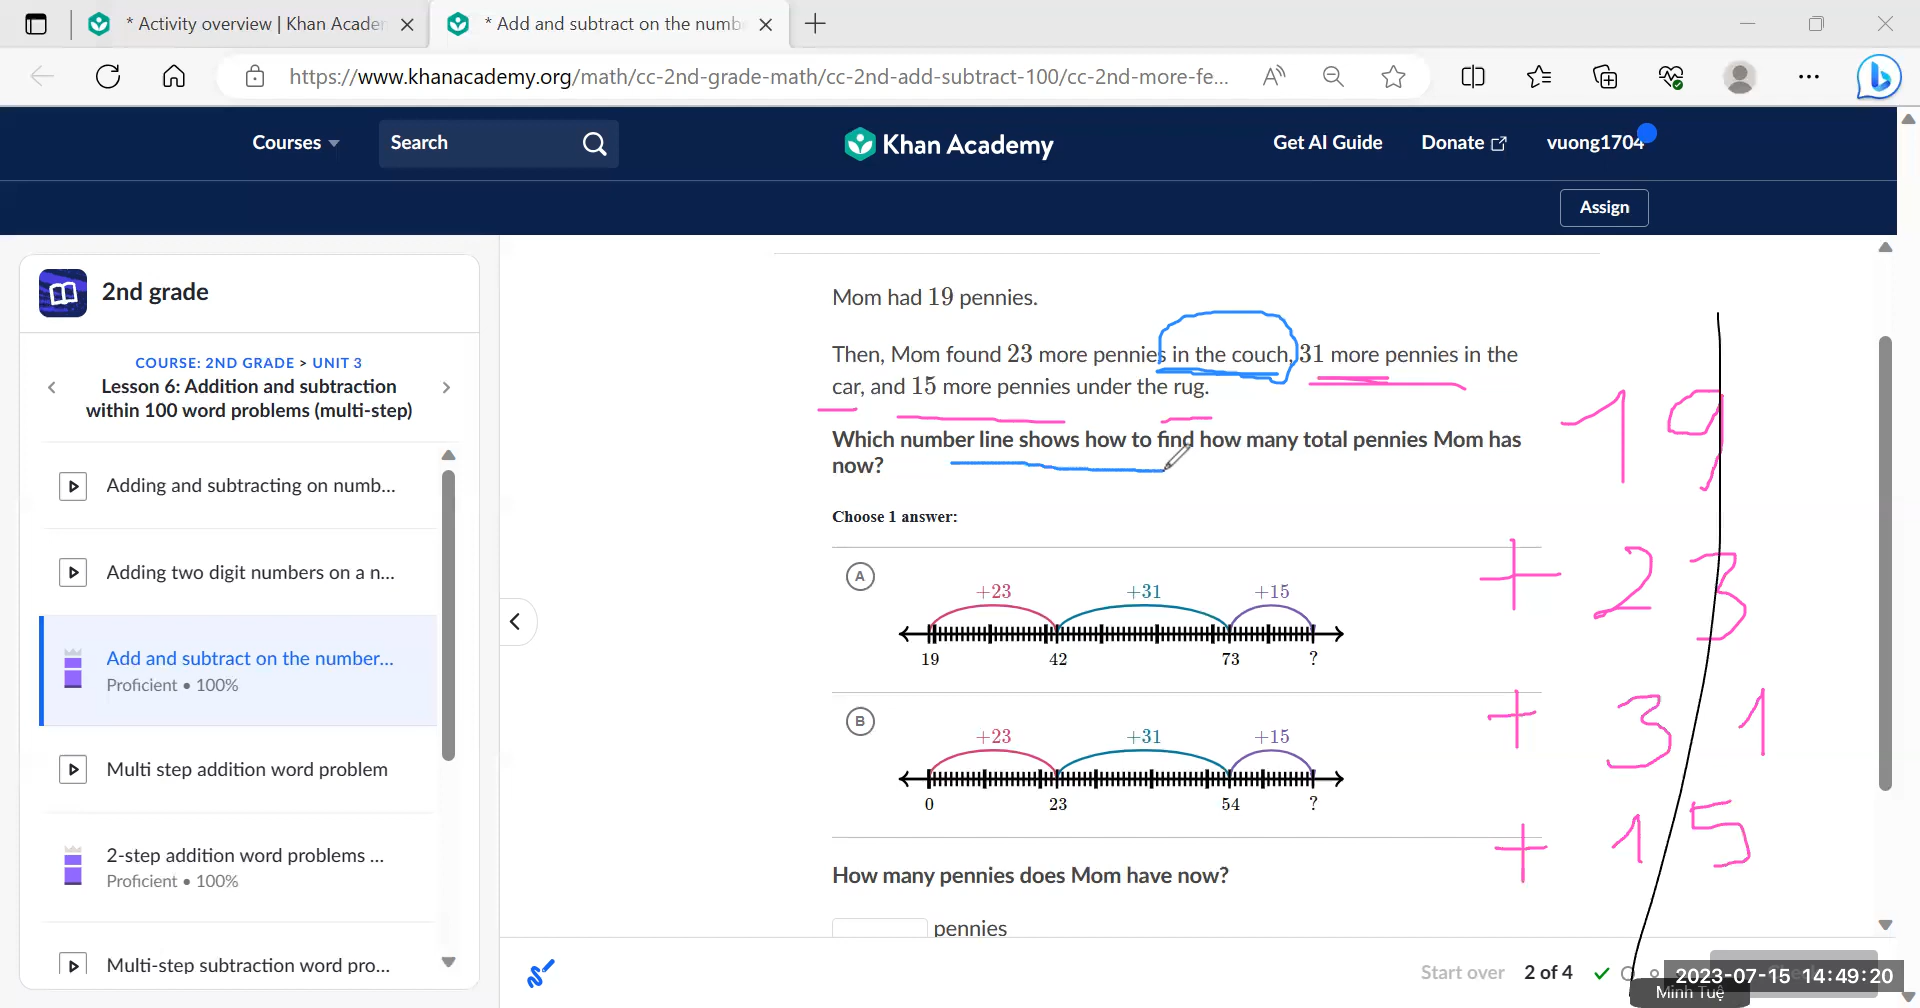 * Activity overview | Khan Acade
* Add and subtract on the numb
https://www.khanacademy.org/math/cc-2nd-grade-math/cc-2nd-add-subtract-100/cc-2nd-more-fe...
Courses
Search
Khan Academy
Get AI Guide
Donate
vuong1704
Assign
2nd grade
COURSE: 2ND GRADE > UNIT 3
Lesson 6: Addition and subtraction
within 100 word problems (multi-step)
Adding and subtracting on numb...
Adding two digit numbers on a n...
Add and subtract on the number...
Proficient • 100%
Multi step addition word problem
2-step addition word problems ...
Proficient • 100%
Multi-step subtraction word pro...
Mom had 19 pennies.
Then, Mom found 23 more pennies in the couch, 31 more pennies in the
car, and 15 more pennies under the rug.
Which number line shows how to find how many total pennies Mom has
now?
Choose 1 answer:
A
+23 +31 +15
19 42 73 ?
B
+23 +31 +15
0 23 54 ?
How many pennies does Mom have now?
pennies
19
+ 23
+ 31
+ 15
Start over
2 of 4
2023-07-15 14:49:20
Minh Tuệ